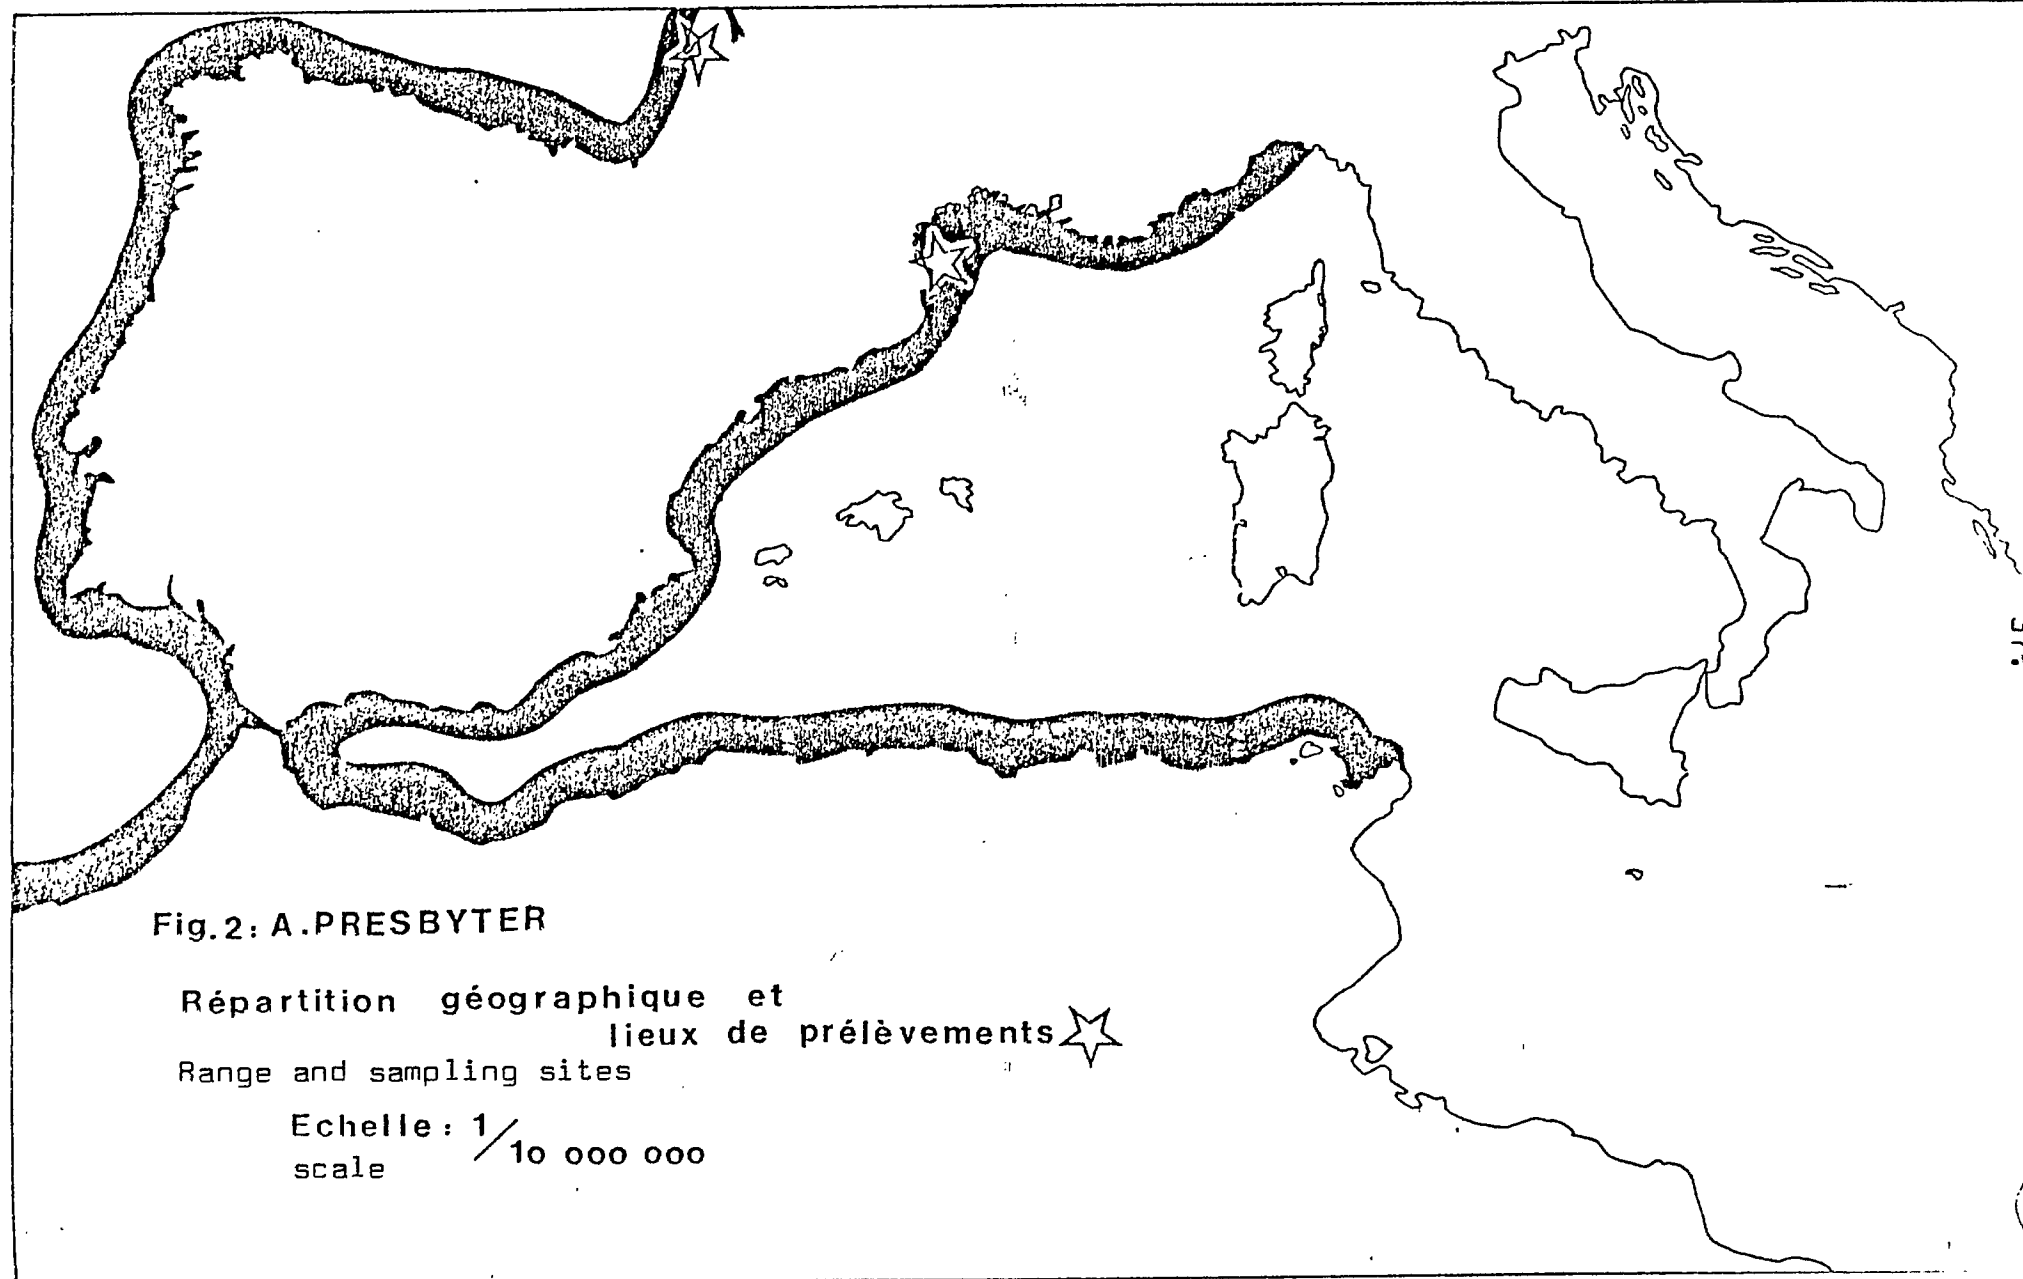 Fig.2: A.PRESBYTER
Répartition géographique et
lieux de prélèvements
Range and sampling sites
Echelle: 1/10 000 000
scale